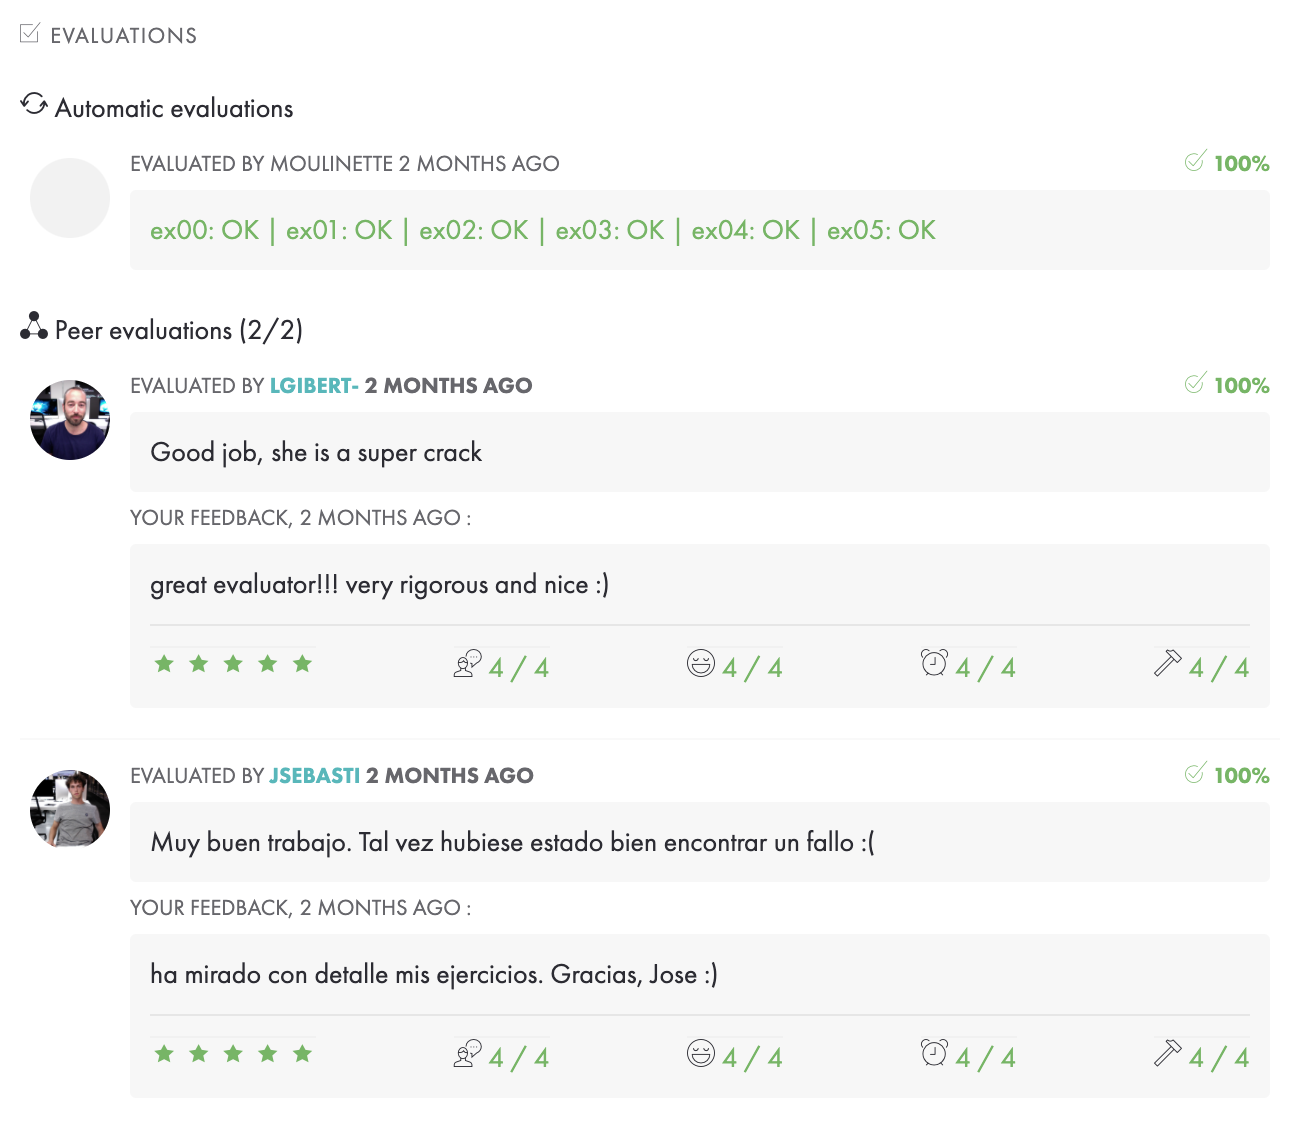 EVALUATIONS
Automatic evaluations
EVALUATED BY MOULINETTE 2 MONTHS AGO 100%
ex00: OK | ex01: OK | ex02: OK | ex03: OK | ex04: OK | ex05: OK
Peer evaluations (2/2)
EVALUATED BY LGIBERT- 2 MONTHS AGO 100%
Good job, she is a super crack
YOUR FEEDBACK, 2 MONTHS AGO :
great evaluator!!! very rigorous and nice :)
4 / 4 4 / 4 4 / 4 4 / 4
EVALUATED BY JSEBASTI 2 MONTHS AGO 100%
Muy buen trabajo. Tal vez hubiese estado bien encontrar un fallo :(
YOUR FEEDBACK, 2 MONTHS AGO :
ha mirado con detalle mis ejercicios. Gracias, Jose :)
4 / 4 4 / 4 4 / 4 4 / 4